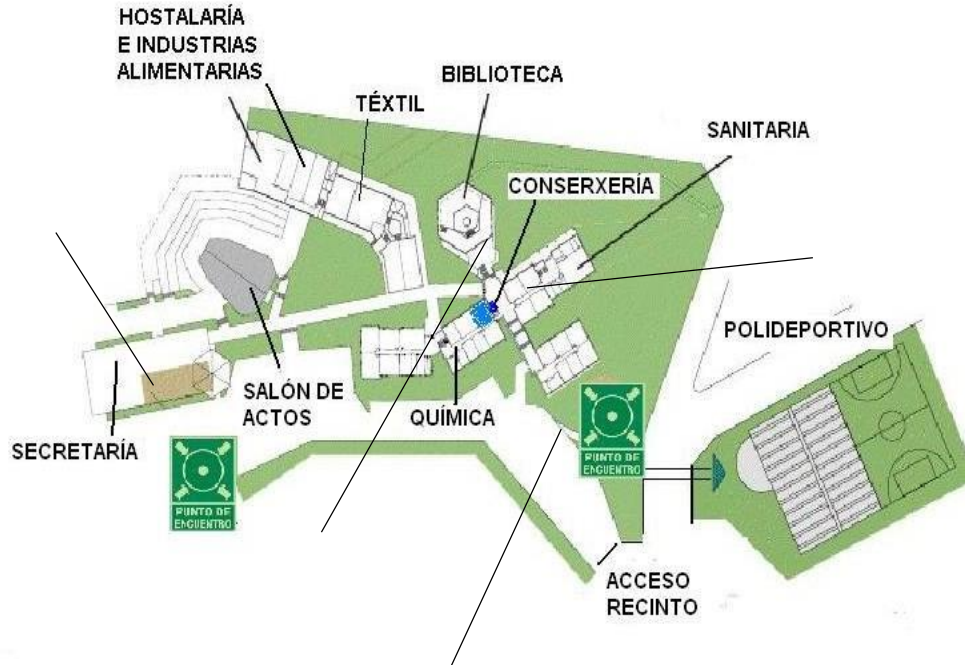 HOSTALARÍA
E INDUSTRIAS
ALIMENTARIAS
TÉXTIL
BIBLIOTECA
SANITARIA
CONSERXERÍA
POLIDEPORTIVO
SALÓN DE
ACTOS
QUÍMICA
SECRETARÍA
PUNTO DE
ENCUENTRO
PUNTO DE
ENCUENTRO
ACCESO
RECINTO